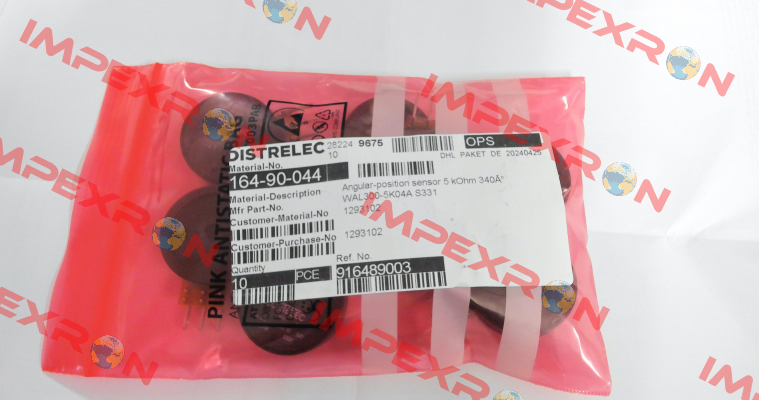 IMPEXRON
IMPEXRON
IMPEXRON
IMPEXRON
IMPEXRON
IMPEXRON
IMPEXRON
IMPEXRON
PINK ANTISTATIC BAG
DISTRELEC
28224 9675
10
OPS
DHL PAKET DE 20240425
Material-No.
164-90-044
Material-Description
Angular-position sensor 5 kOhm 340Â°
Mfr Part-No.
WAL300-5K04A S331
Customer-Material-No
1293102
Customer-Purchase-No
1293102
Quantity
10 PCE
Ref. No.
916489003